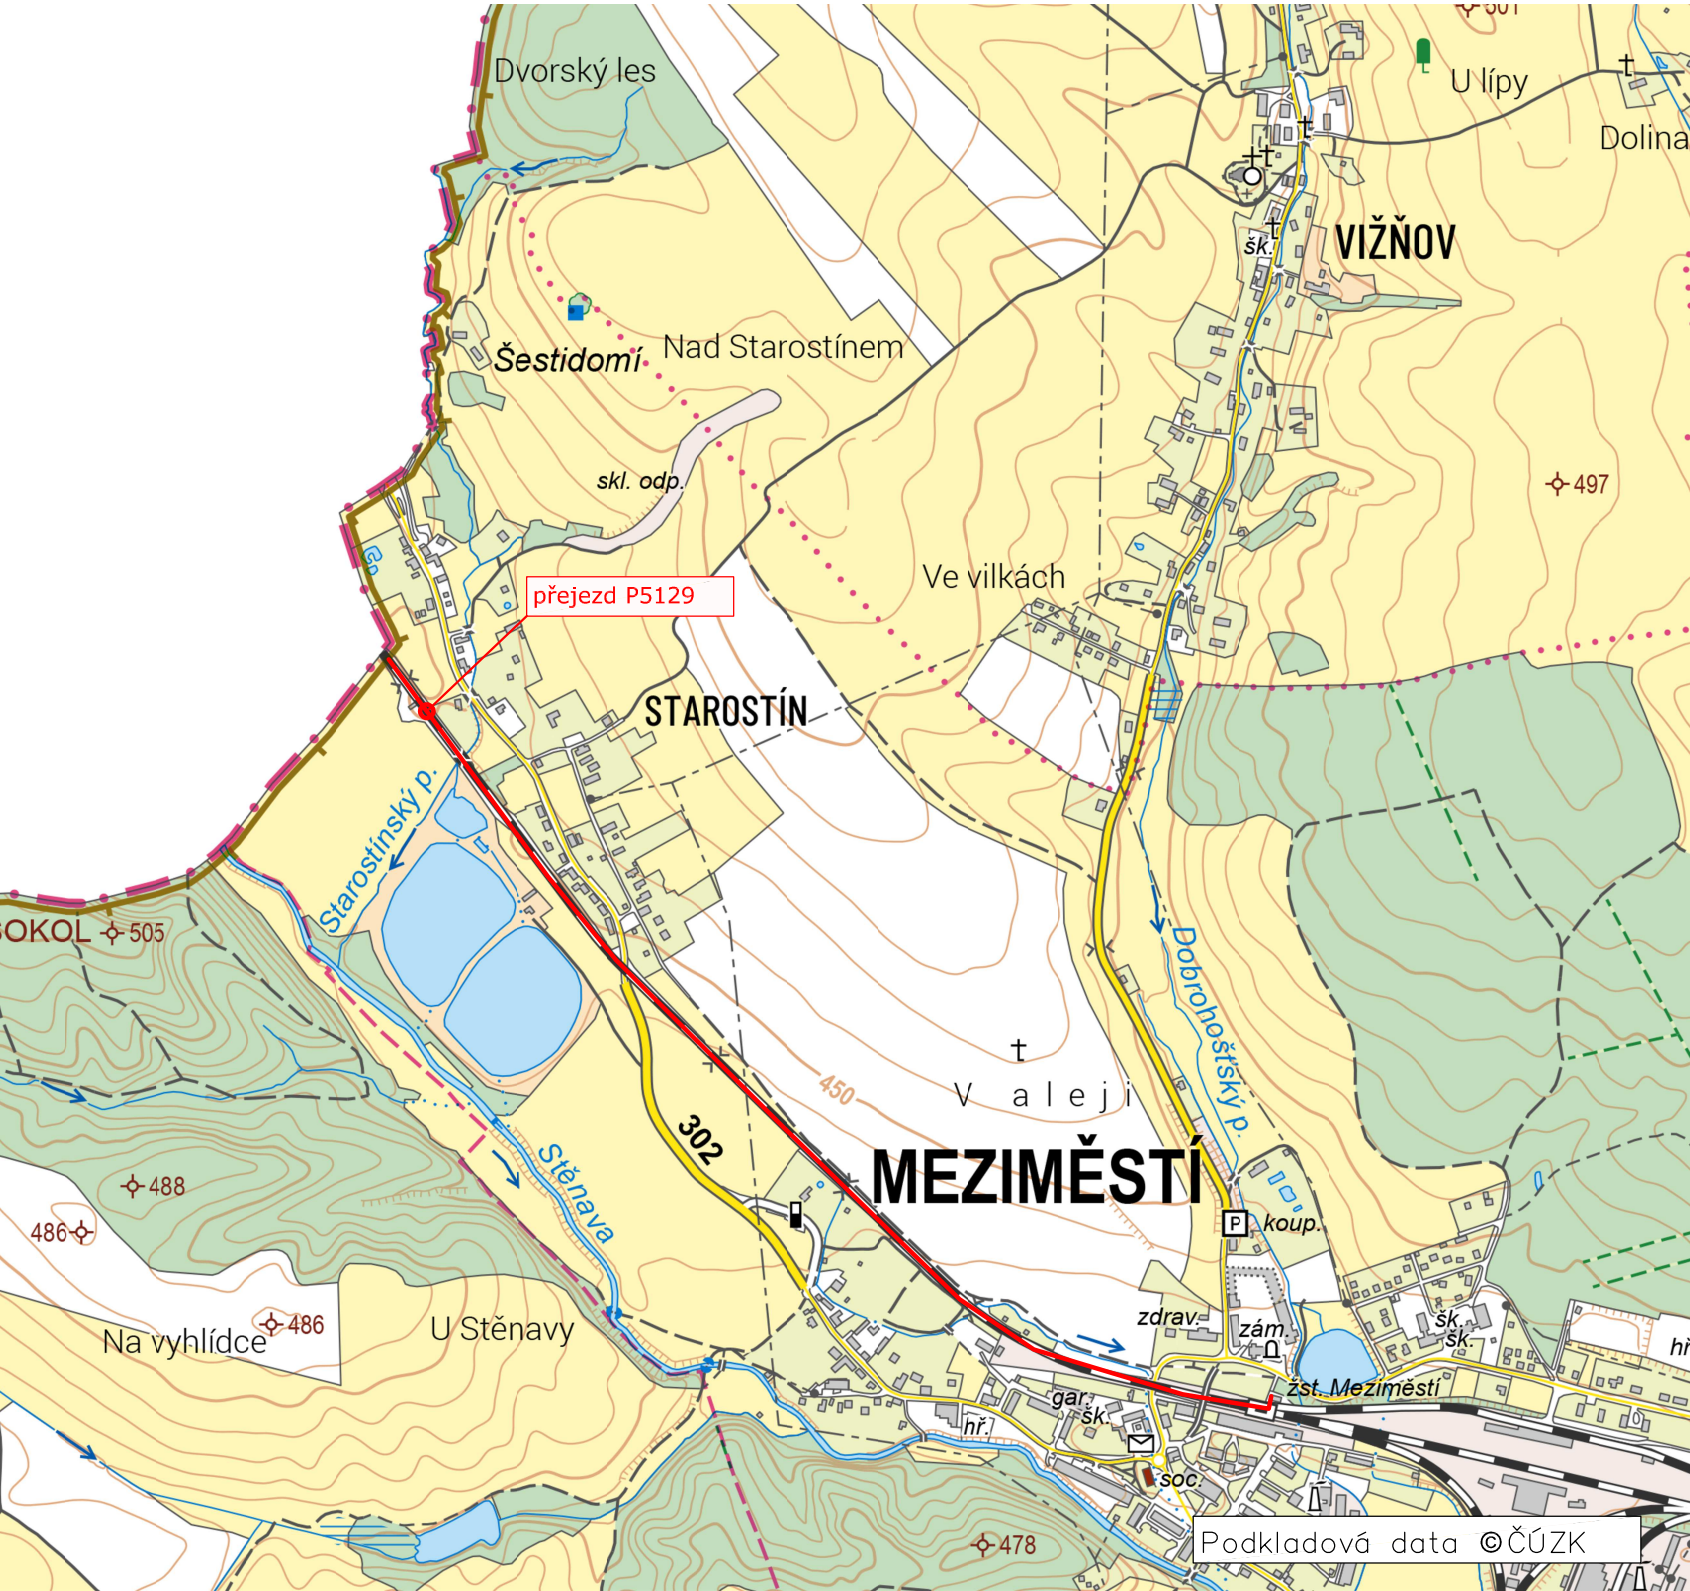 501
Dvorský les
U lípy
Dolina
VIŽŇOV
šk.
Nad Starostínem
Šestidomí
skl. odp.
497
Ve vilkách
přejezd P5129
STAROSTÍN
Starostínský p.
SOKOL
505
Dobrohošťský p.
V aleji
450
302
MEZIMĚSTÍ
Stěnava
488
486
koup.
486
Na vyhlídce
U Stěnavy
zdrav.
zám.
šk.
šk.
hř
žst. Meziměstí
gar.
šk.
hř.
soc.
P
478
Podkladová data ©ČÚZK